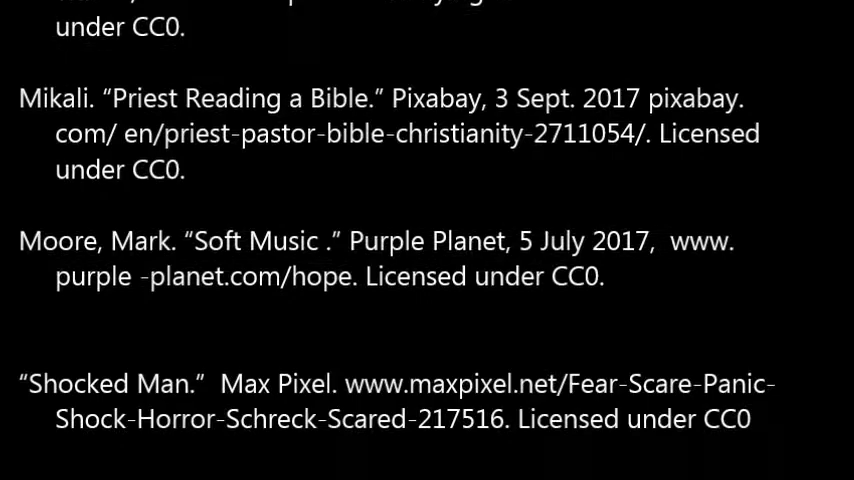 under CC0.
Mikali. “Priest Reading a Bible.” Pixabay, 3 Sept. 2017 pixabay.
com/ en/priest-pastor-bible-christianity-2711054/. Licensed
under CC0.
Moore, Mark. “Soft Music .” Purple Planet, 5 July 2017,  www.
purple -planet.com/hope. Licensed under CC0.
“Shocked Man.”  Max Pixel. www.maxpixel.net/Fear-Scare-Panic-
Shock-Horror-Schreck-Scared-217516. Licensed under CC0